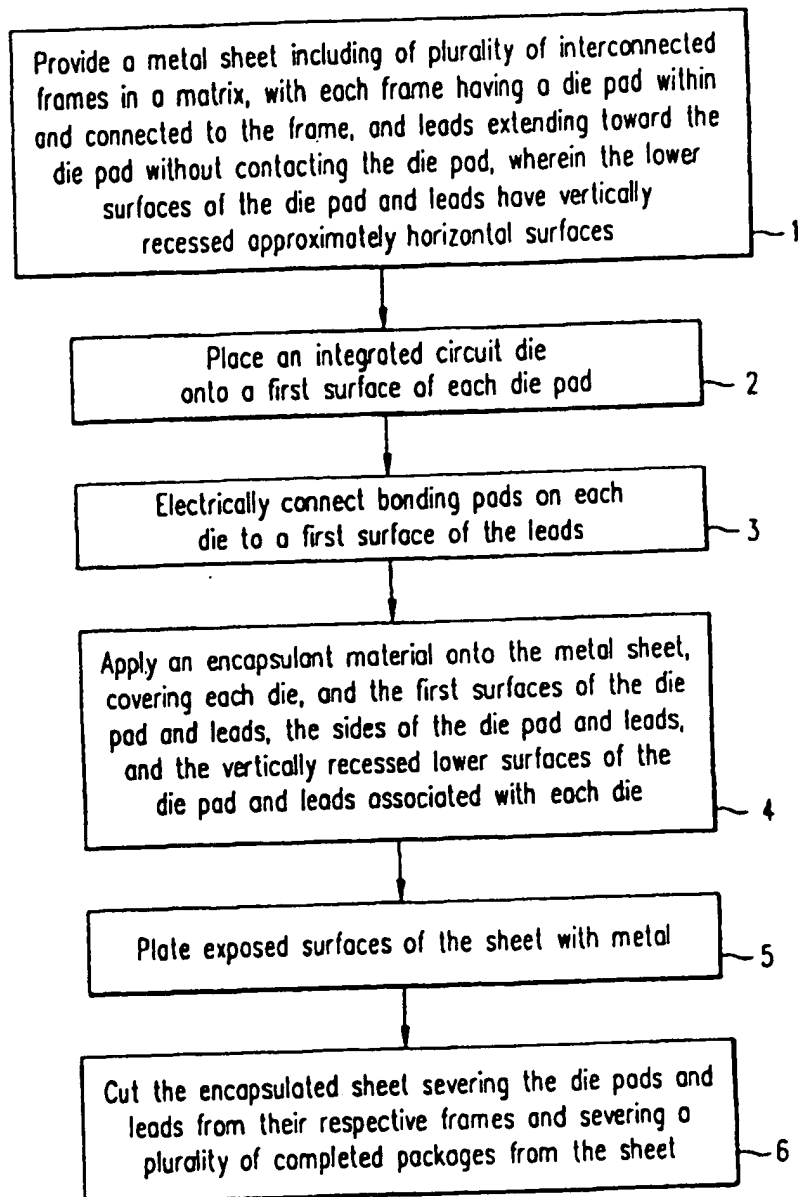 Provide a metal sheet including of plurality of interconnected
frames in a matrix, with each frame having a die pad within
and connected to the frame, and leads extending toward the
die pad without contacting the die pad, wherein the lower
surfaces of the die pad and leads have vertically
recessed approximately horizontal surfaces
1
Place an integrated circuit die
onto a first surface of each die pad
2
Electrically connect bonding pads on each
die to a first surface of the leads
3
Apply an encapsulant material onto the metal sheet,
covering each die, and the first surfaces of the die
pad and leads, the sides of the die pad and leads,
and the vertically recessed lower surfaces of the
die pad and leads associated with each die
4
Plate exposed surfaces of the sheet with metal
5
Cut the encapsulated sheet severing the die pads and
leads from their respective frames and severing a
plurality of completed packages from the sheet
6